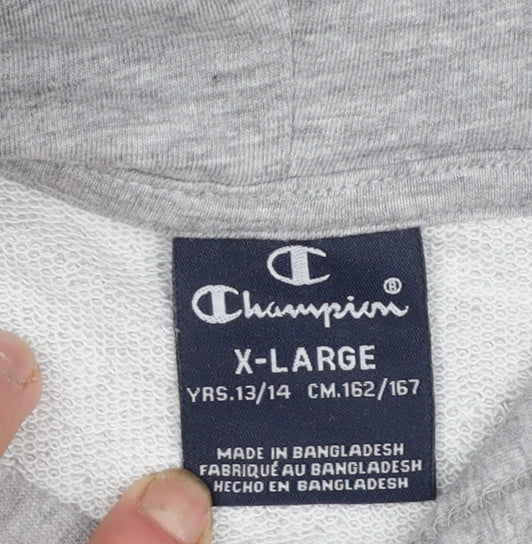 C
Champion®
X-LARGE
YRS.13/14 CM.162/167
MADE IN BANGLADESH
FABRIQUÉ AU BANGLADESH
HECHO EN BANGLADESH